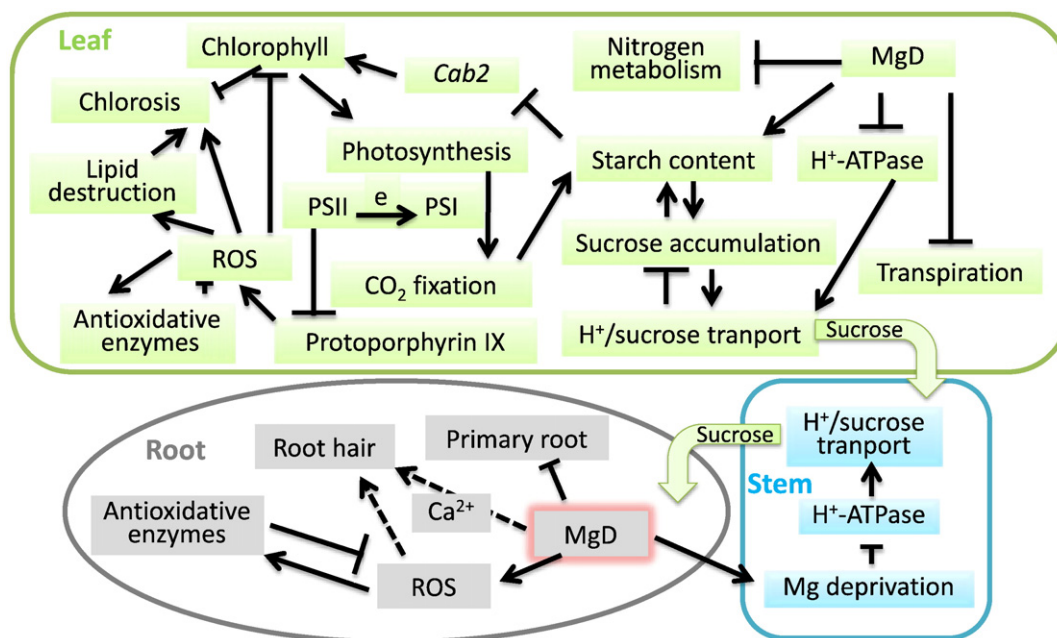 Leaf
Chlorophyll
Cab2
Nitrogen
metabolism
MgD
Chlorosis
Photosynthesis
Starch content
H⁺-ATPase
Lipid
destruction
PSII
e
PSI
ROS
Sucrose accumulation
CO₂ fixation
Transpiration
Antioxidative
enzymes
Protoporphyrin IX
H⁺/sucrose tranport
Sucrose
Root
Root hair
Primary root
Sucrose
H⁺/sucrose
tranport
Stem
Antioxidative
enzymes
Ca²⁺
MgD
H⁺-ATPase
ROS
Mg deprivation